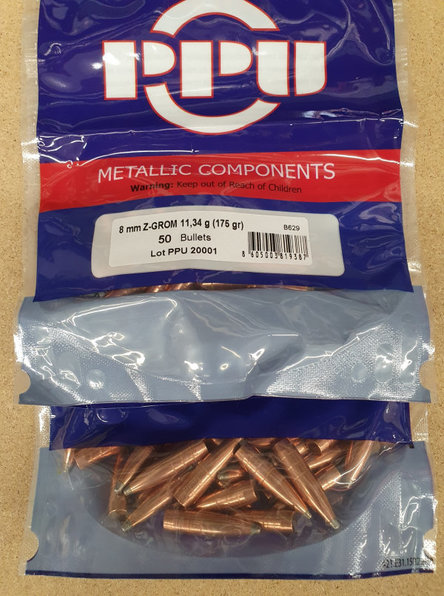 PPU
METALLIC COMPONENTS
Warning: Keep out of Reach of Children
8 mm Z-GROM 11,34 g (175 gr)
B629
50 Bullets
Lot PPU 20001
8605003819387